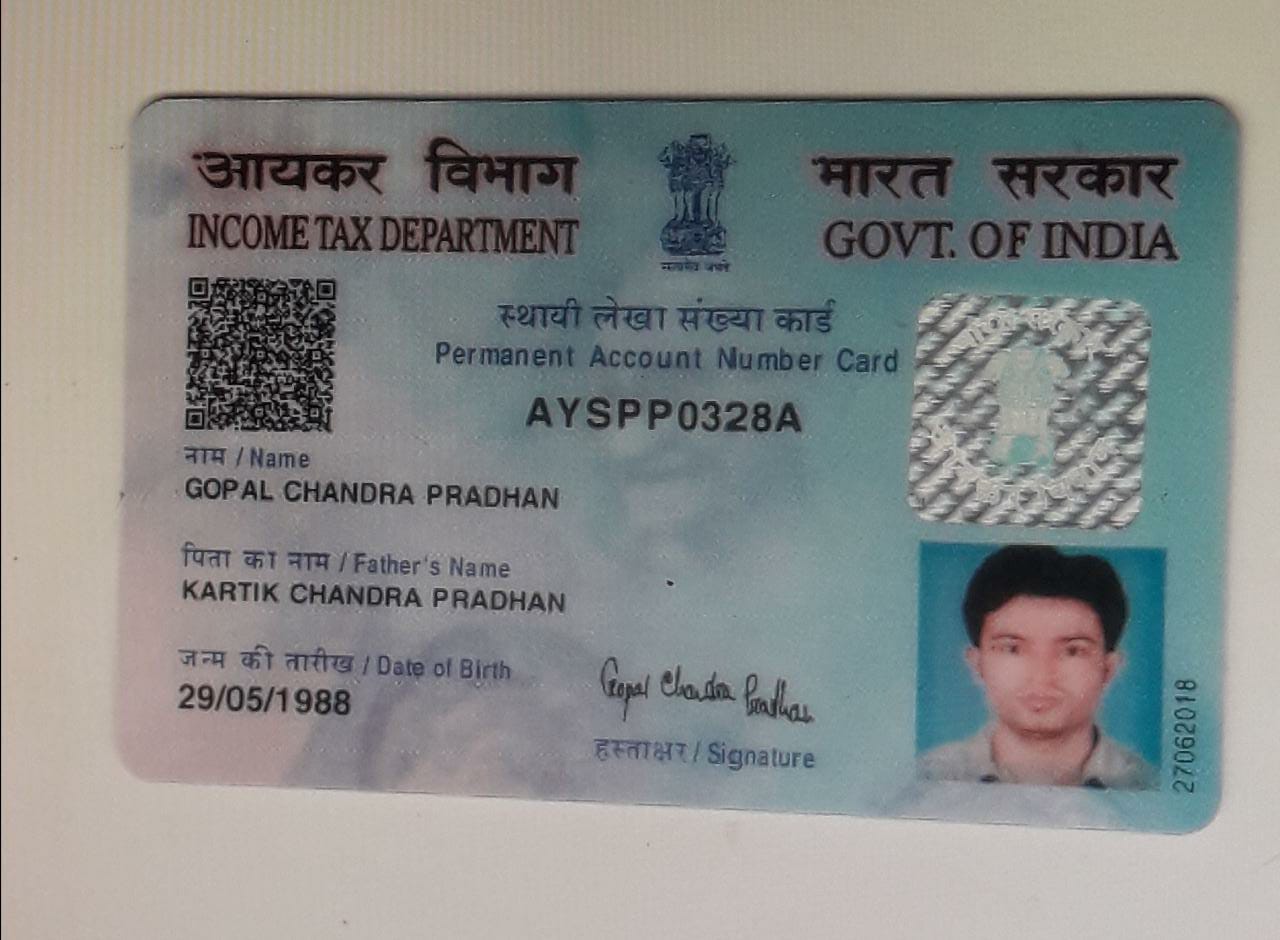 आयकर विभाग
INCOME TAX DEPARTMENT
भारत सरकार
GOVT. OF INDIA
सत्यमेव जयते
स्थायी लेखा संख्या कार्ड
Permanent Account Number Card
AYSPP0328A
नाम / Name
GOPAL CHANDRA PRADHAN
पिता का नाम / Father's Name
KARTIK CHANDRA PRADHAN
जन्म की तारीख / Date of Birth
29/05/1988
Gopal Chandra Pradhan
हस्ताक्षर / Signature
27062018